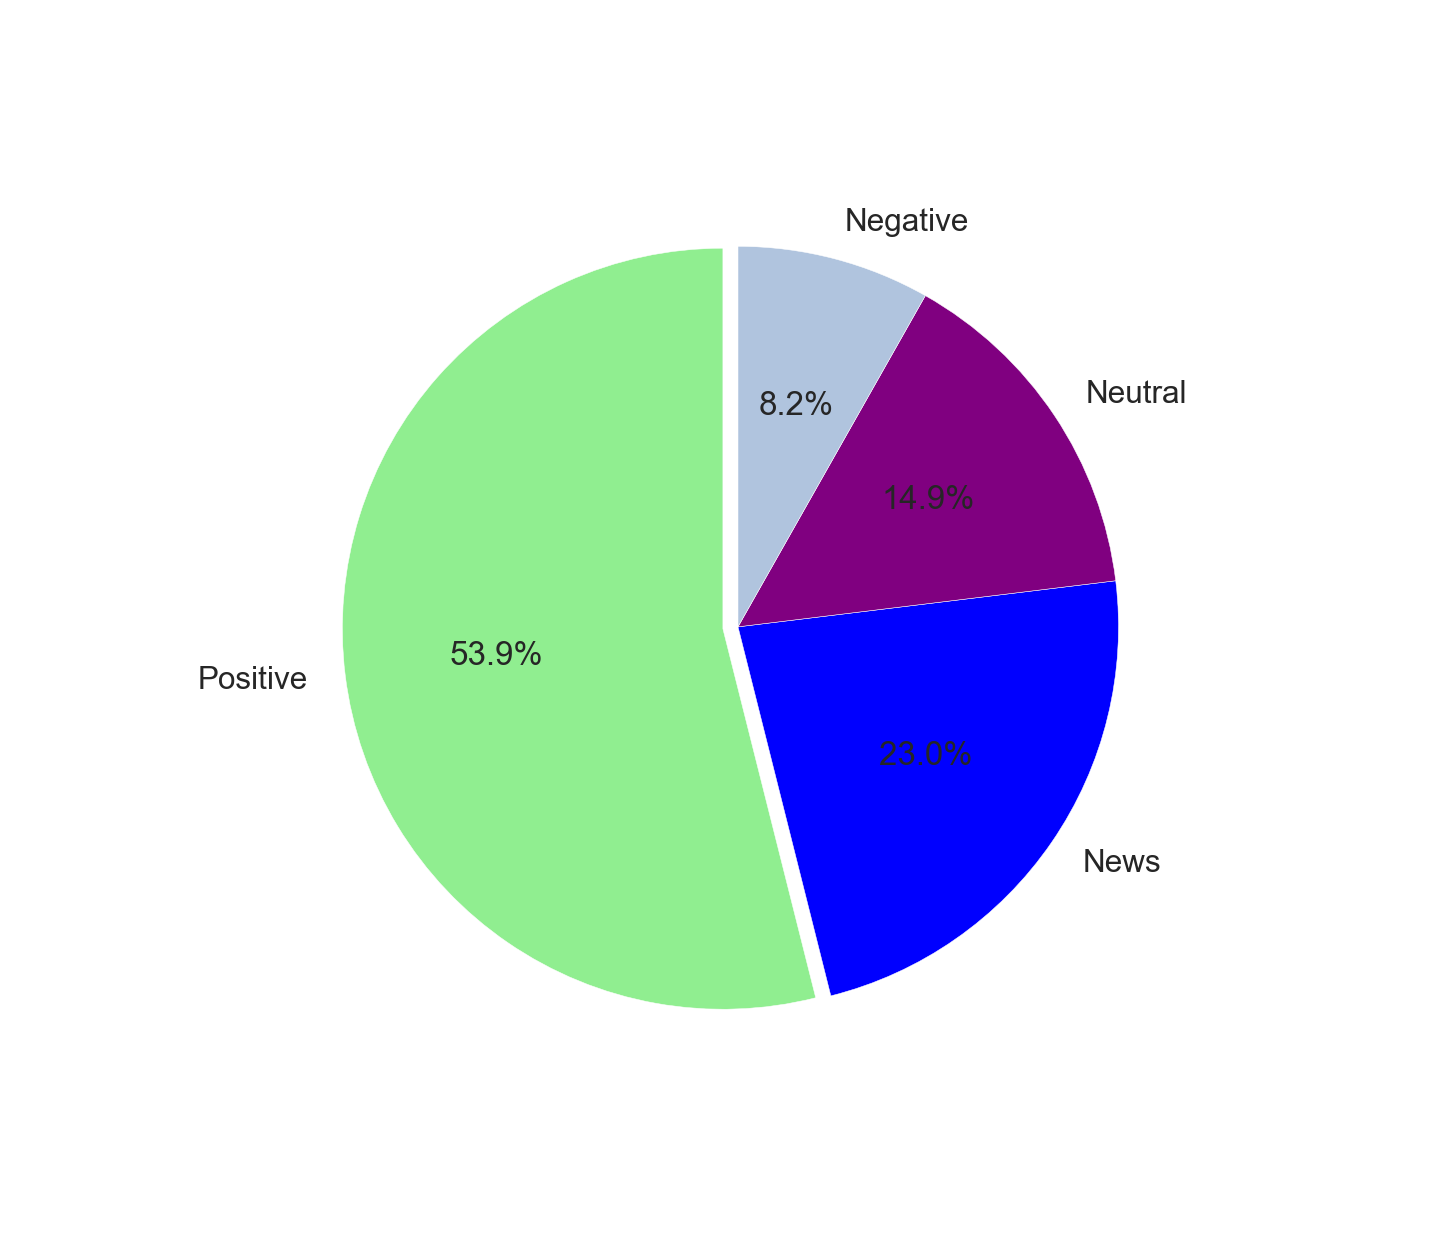 Negative
8.2%
Neutral
14.9%
Positive
53.9%
23.0%
News